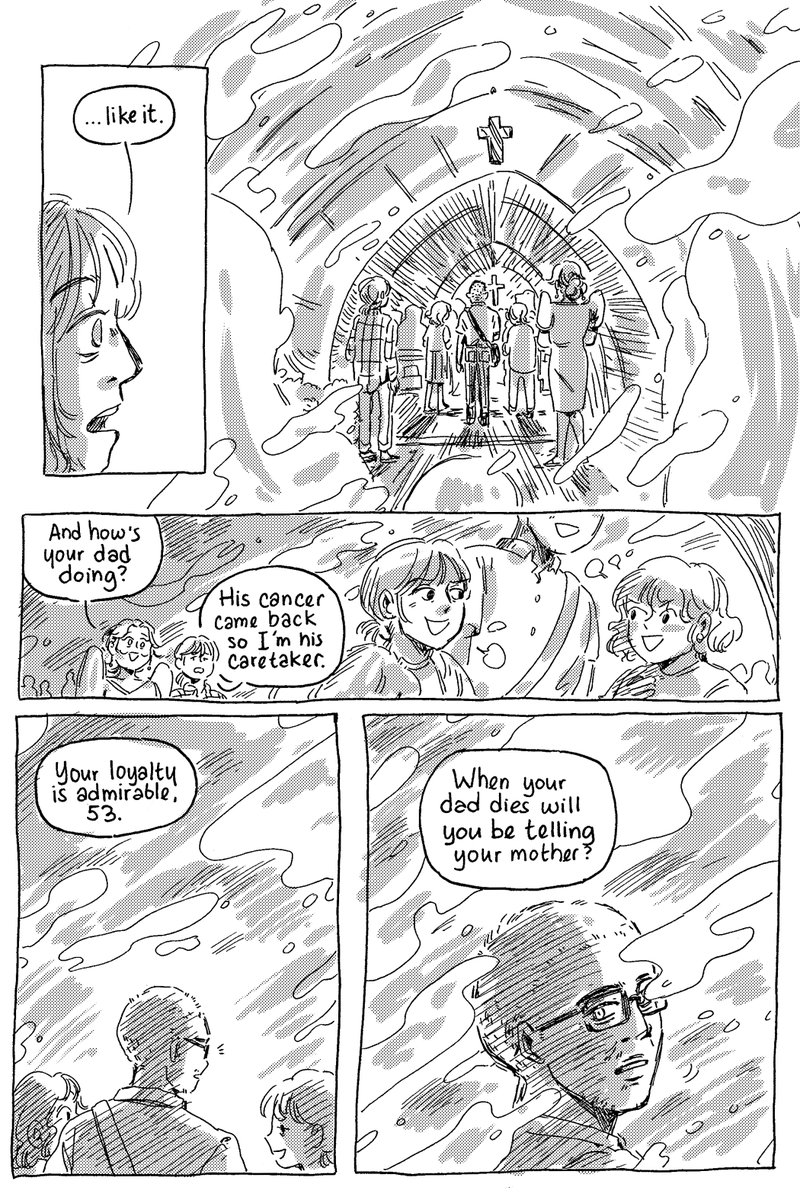 ...like it.
And how's
your dad
doing?
His cancer
came back
so I'm his
caretaker.
Your loyalty
is admirable,
53.
When your
dad dies will
you be telling
your mother?